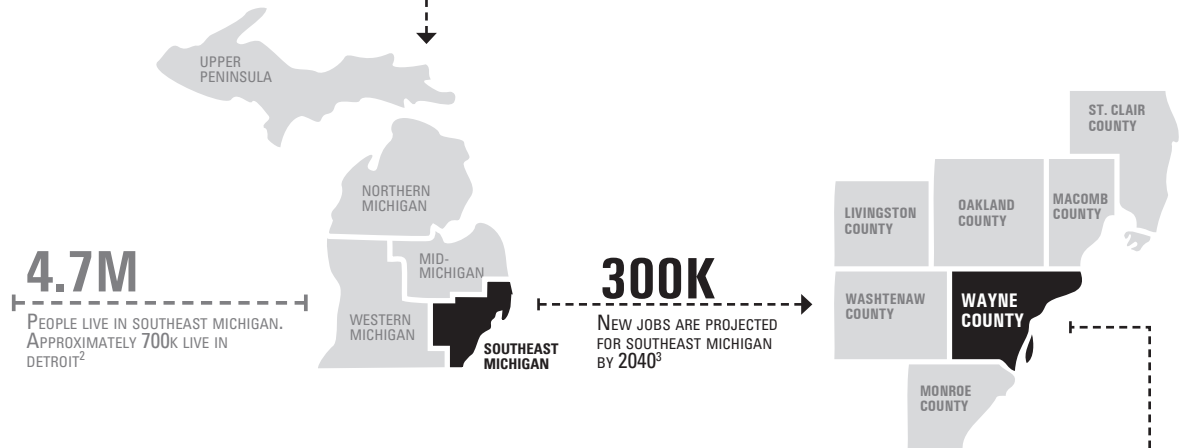 UPPER
PENINSULA
NORTHERN
MICHIGAN
MID-
MICHIGAN
WESTERN
MICHIGAN
SOUTHEAST
MICHIGAN
4.7M
PEOPLE LIVE IN SOUTHEAST MICHIGAN.
APPROXIMATELY 700K LIVE IN
DETROIT²
300K
NEW JOBS ARE PROJECTED
FOR SOUTHEAST MICHIGAN
BY 2040³
ST. CLAIR
COUNTY
LIVINGSTON
COUNTY
OAKLAND
COUNTY
MACOMB
COUNTY
WASHTENAW
COUNTY
WAYNE
COUNTY
MONROE
COUNTY